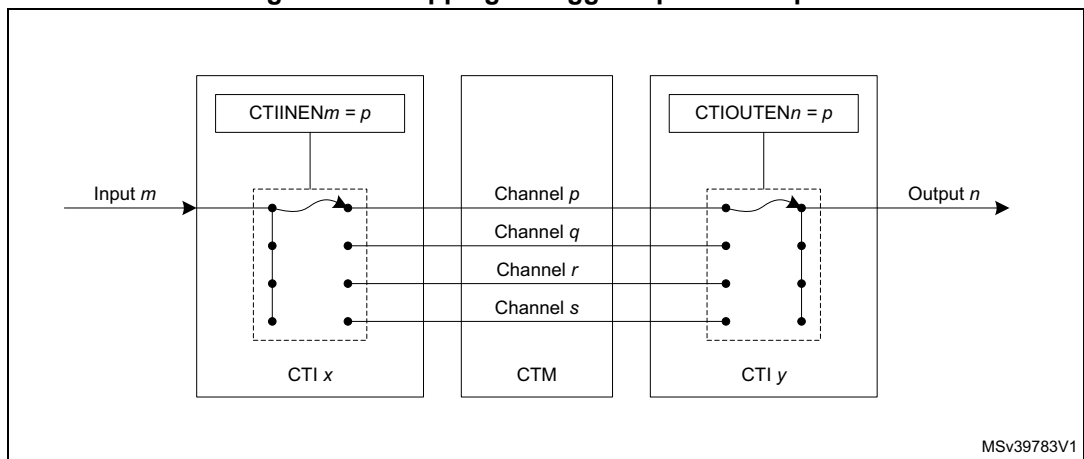 CTIINENm = p
CTIOUTENn = p
Input m
Channel p
Output n
Channel q
Channel r
Channel s
CTI x
CTM
CTI y
MSv39783V1